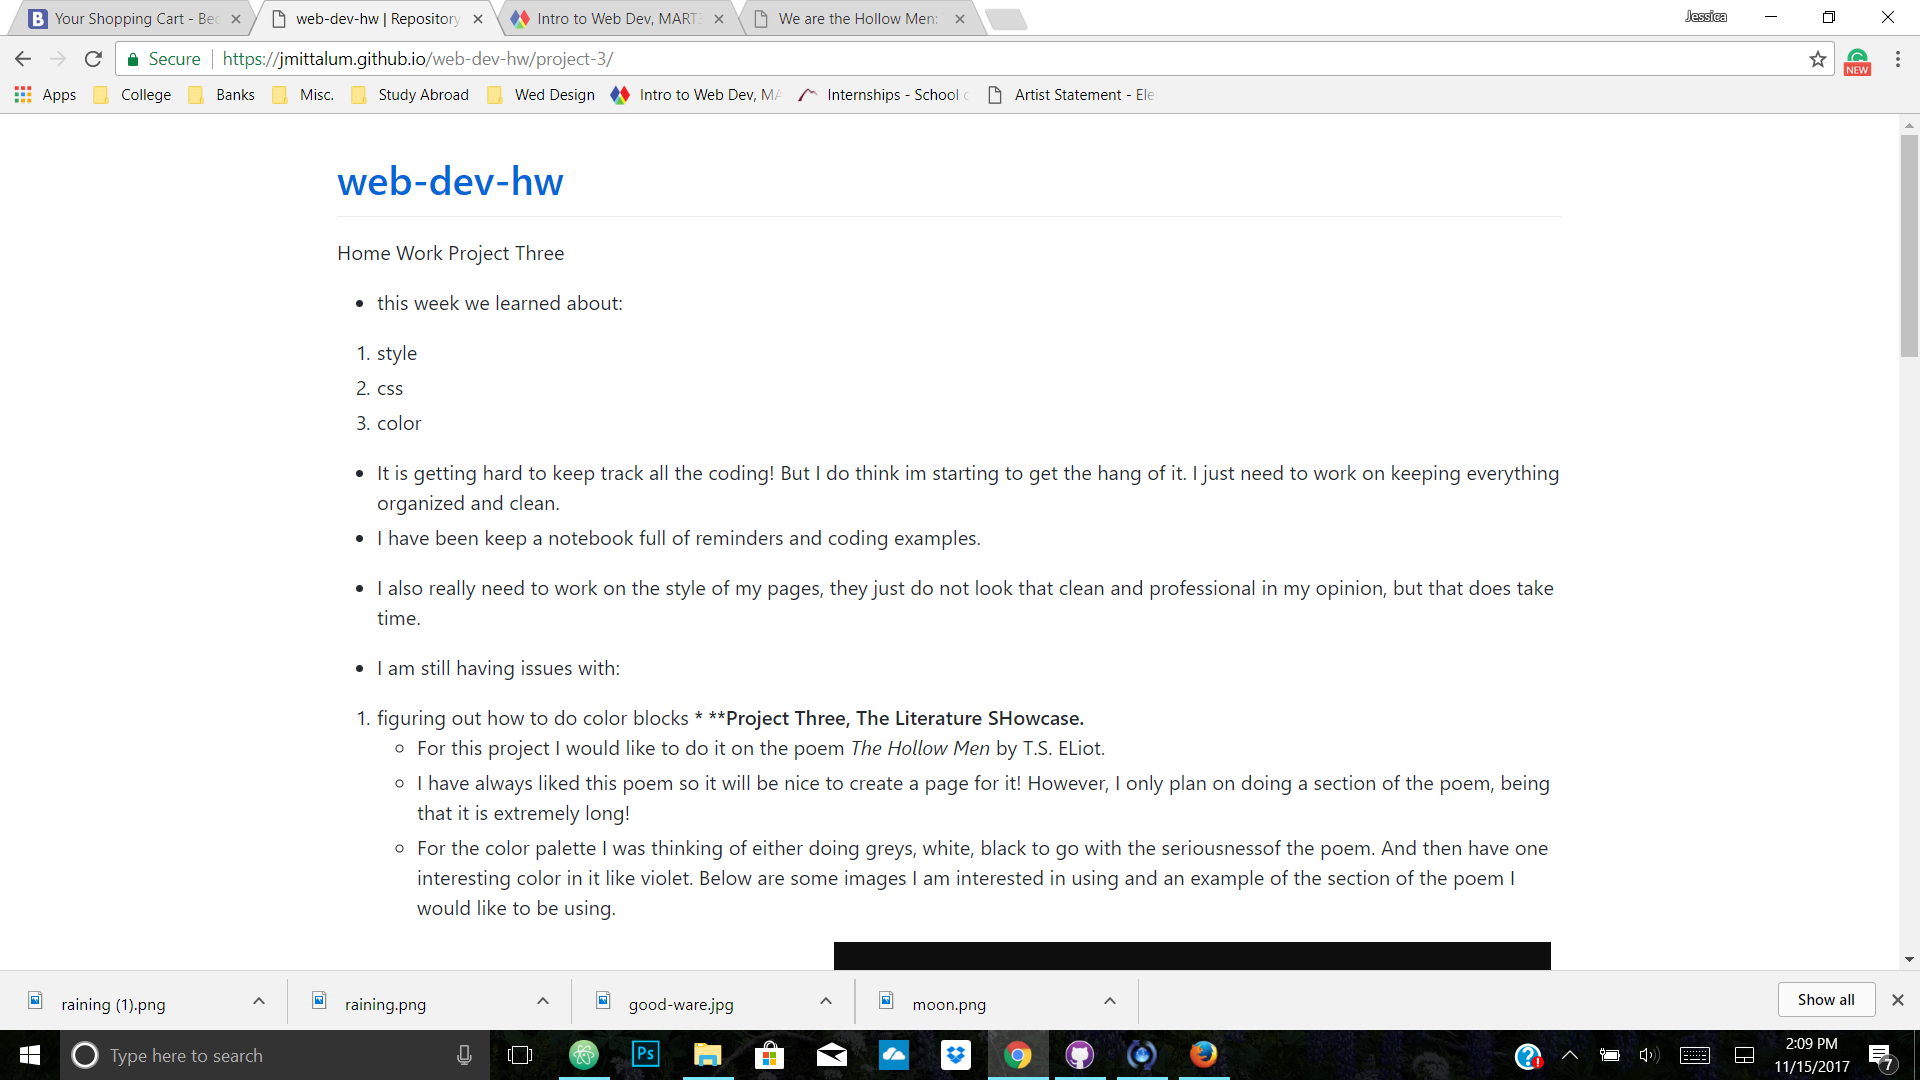 Your Shopping Cart - Bec
web-dev-hw | Repository
Intro to Web Dev, MART3
We are the Hollow Men:
Jessica
Secure
https://jmittalum.github.io/web-dev-hw/project-3/
NEW
Apps
College
Banks
Misc.
Study Abroad
Wed Design
Intro to Web Dev, MA
Internships - School o
Artist Statement - Ele
web-dev-hw
Home Work Project Three
• this week we learned about:
1. style
2. css
3. color
• It is getting hard to keep track all the coding! But I do think im starting to get the hang of it. I just need to work on keeping everything
organized and clean.
• I have been keep a notebook full of reminders and coding examples.
• I also really need to work on the style of my pages, they just do not look that clean and professional in my opinion, but that does take
time.
• I am still having issues with:
1. figuring out how to do color blocks * **Project Three, The Literature SHowcase.
◦ For this project I would like to do it on the poem The Hollow Men by T.S. ELiot.
◦ I have always liked this poem so it will be nice to create a page for it! However, I only plan on doing a section of the poem, being
that it is extremely long!
◦ For the color palette I was thinking of either doing greys, white, black to go with the seriousnessof the poem. And then have one
interesting color in it like violet. Below are some images I am interested in using and an example of the section of the poem I
would like to be using.
raining (1).png
raining.png
good-ware.jpg
moon.png
Show all
Type here to search
Ps
2:09 PM
11/15/2017
7